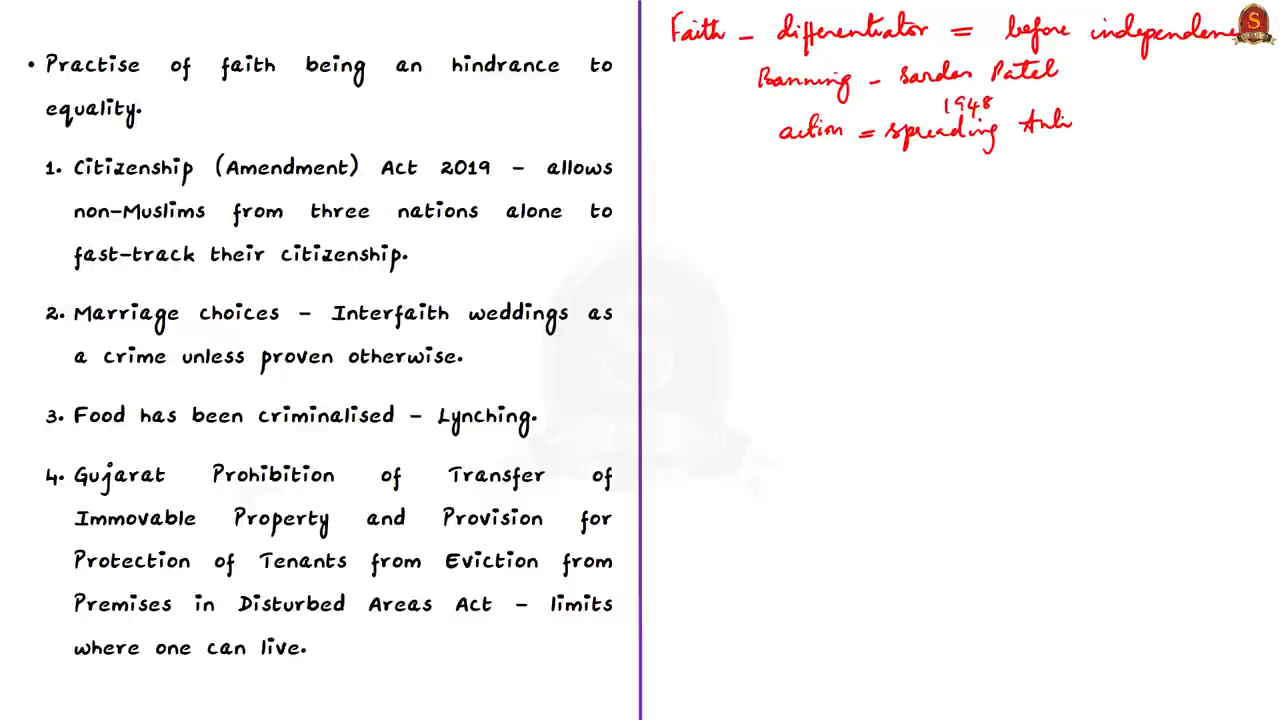 • Practise of faith being an hindrance to
equality.
1. Citizenship (Amendment) Act 2019 – allows
non-Muslims from three nations alone to
fast-track their citizenship.
2. Marriage choices – Interfaith weddings as
a crime unless proven otherwise.
3. Food has been criminalised – Lynching.
4. Gujarat Prohibition of Transfer of
Immovable Property and Provision for
Protection of Tenants from Eviction from
Premises in Disturbed Areas Act – limits
where one can live.
Faith – differentiator = before independene
Banning – Sardar Patel
1948
action = spreading Anti
S